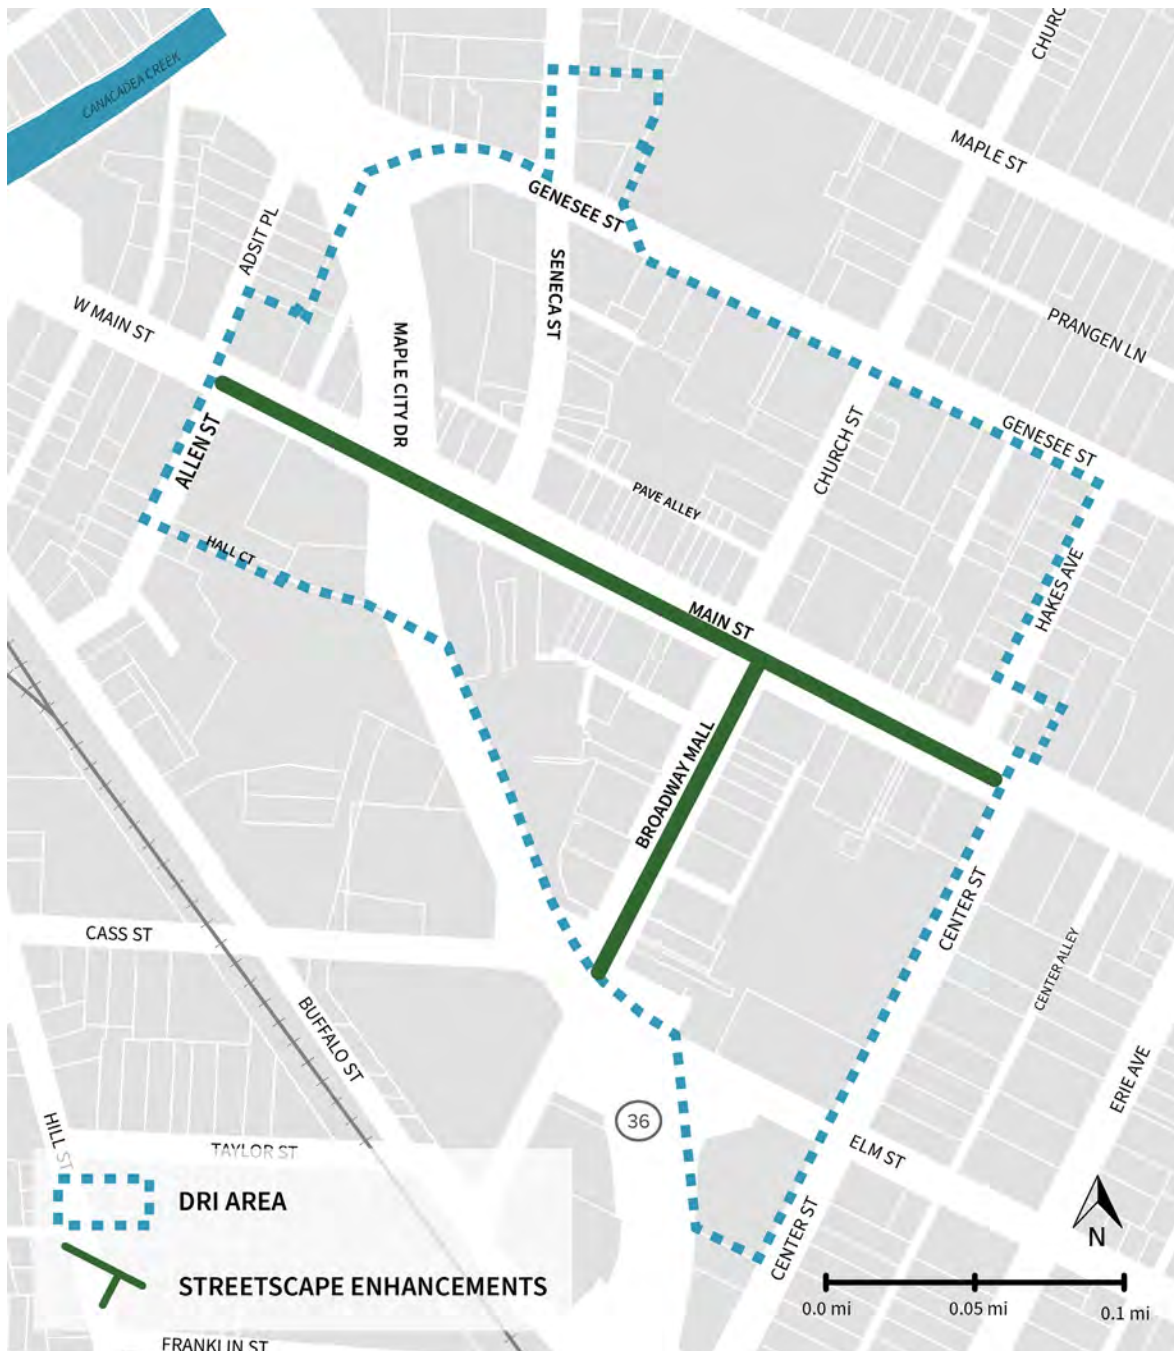 CHURC
CANACADEA CREEK
MAPLE ST
GENESEE ST
ADSIT PL
SENECA ST
W MAIN ST
PRANGEN LN
MAPLE CITY DR
GENESEE ST
CHURCH ST
ALLEN ST
PAVE ALLEY
HALL CT
HAKES AVE
MAIN ST
BROADWAY MALL
CENTER ST
CASS ST
CENTER ALLEY
BUFFALO ST
ERIE AVE
36
HILL ST
TAYLOR ST
ELM ST
DRI AREA
CENTER ST
N
STREETSCAPE ENHANCEMENTS
0.0 mi 0.05 mi 0.1 mi
FRANKLIN ST